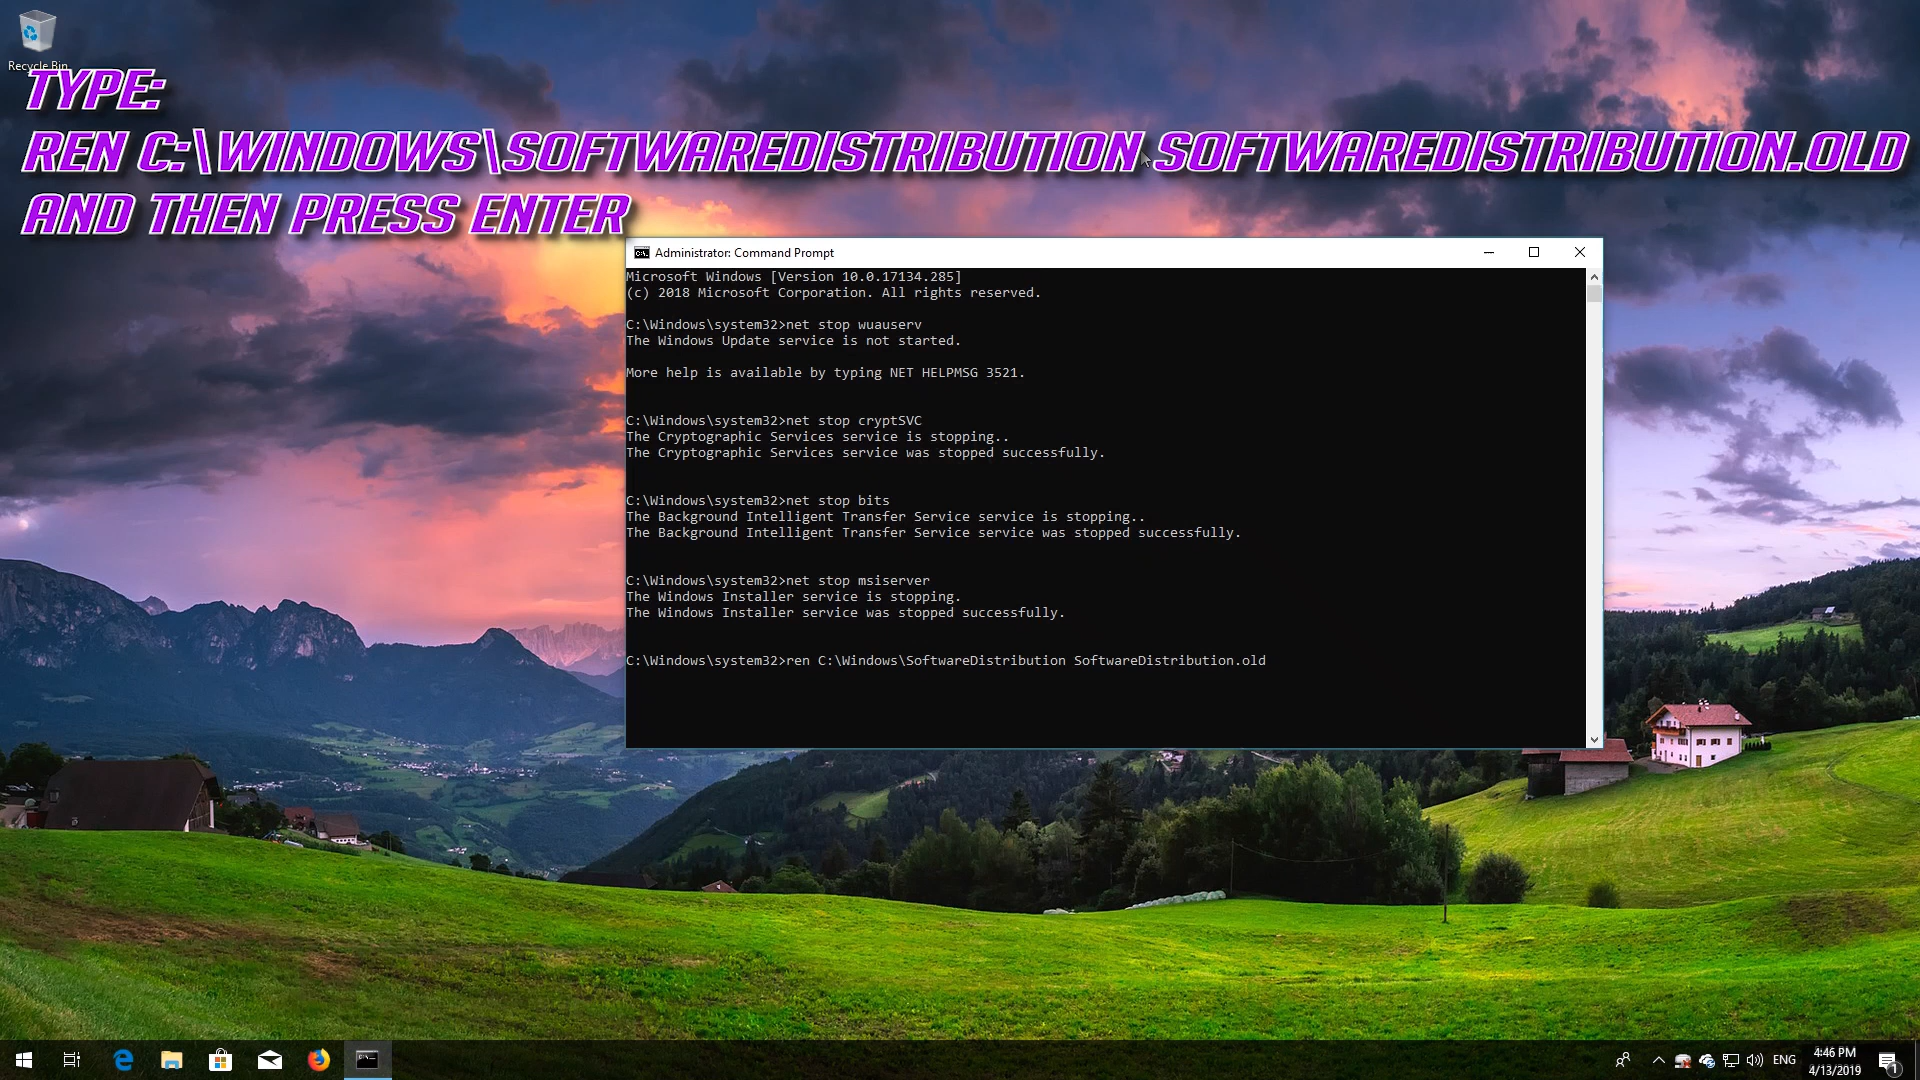 Recycle Bin
TYPE:
REN C:\WINDOWS\SOFTWAREDISTRIBUTION SOFTWAREDISTRIBUTION.OLD
AND THEN PRESS ENTER
Administrator: Command Prompt
Microsoft Windows [Version 10.0.17134.285]
(c) 2018 Microsoft Corporation. All rights reserved.
C:\Windows\system32>net stop wuauserv
The Windows Update service is not started.
More help is available by typing NET HELPMSG 3521.
C:\Windows\system32>net stop cryptSVC
The Cryptographic Services service is stopping..
The Cryptographic Services service was stopped successfully.
C:\Windows\system32>net stop bits
The Background Intelligent Transfer Service service is stopping..
The Background Intelligent Transfer Service service was stopped successfully.
C:\Windows\system32>net stop msiserver
The Windows Installer service is stopping.
The Windows Installer service was stopped successfully.
C:\Windows\system32>ren C:\Windows\SoftwareDistribution SoftwareDistribution.old
ENG
4:46 PM
4/13/2019
1